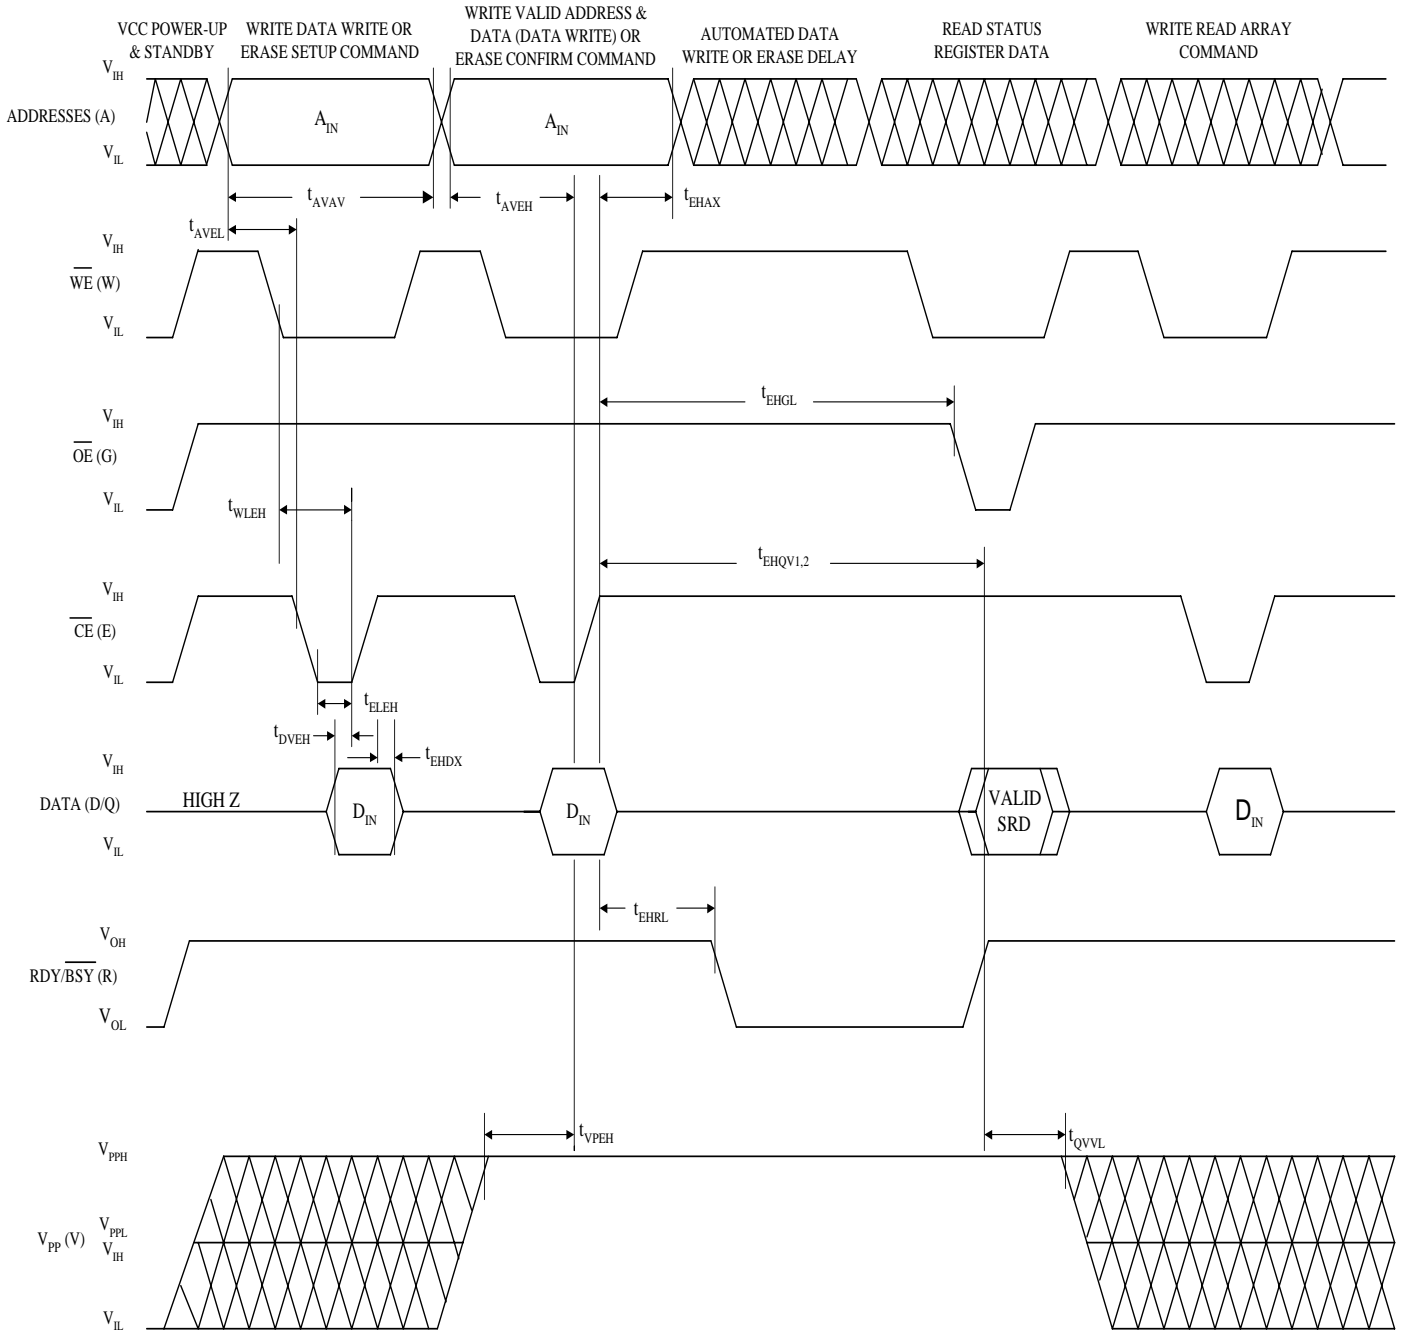 VCC POWER-UP
& STANDBY
WRITE DATA WRITE OR
ERASE SETUP COMMAND
WRITE VALID ADDRESS &
DATA (DATA WRITE) OR
ERASE CONFIRM COMMAND
AUTOMATED DATA
WRITE OR ERASE DELAY
READ STATUS
REGISTER DATA
WRITE READ ARRAY
COMMAND
VIH
ADDRESSES (A)
AIN
AIN
VIL
tAVAV
tAVEH
tEHAX
tAVEL
VIH
WE (W)
VIL
tEHGL
VIH
OE (G)
VIL
tWLEH
tEHQV1,2
VIH
CE (E)
VIL
tELEH
tDVEH
tEHDX
VIH
DATA (D/Q)
HIGH Z
DIN
DIN
VALID
SRD
DIN
VIL
tEHRL
VOH
RDY/BSY (R)
VOL
tVPEH
tQVVL
VPPH
VPP (V)
VPPL
VIH
VIL